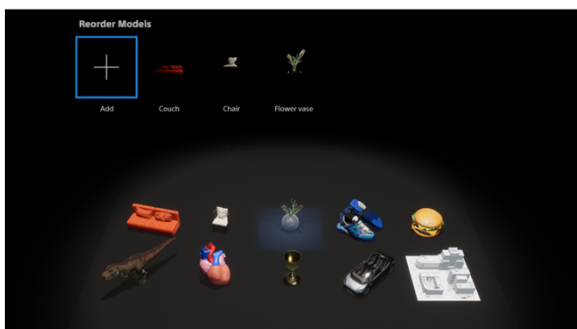 Reorder Models
Add
Couch
Chair
Flower vase